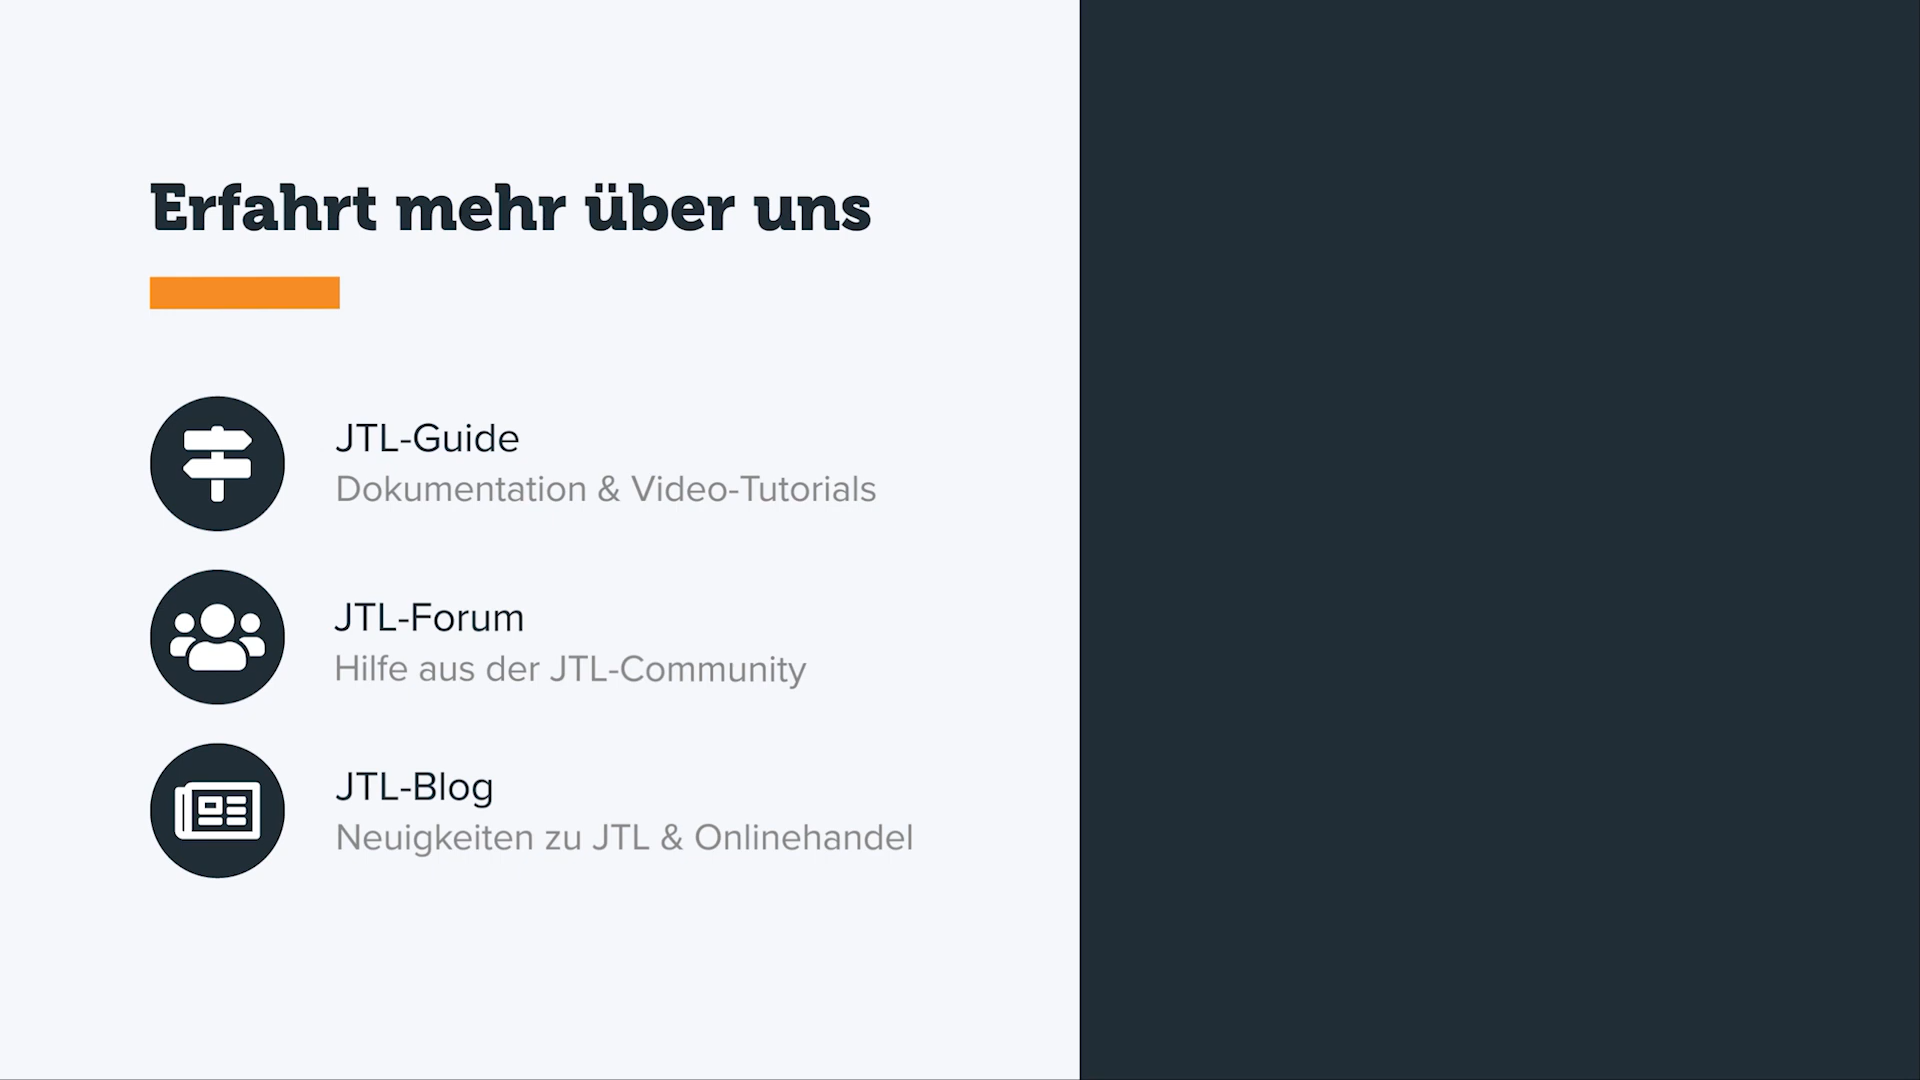 Erfahrt mehr über uns
JTL-Guide
Dokumentation & Video-Tutorials
JTL-Forum
Hilfe aus der JTL-Community
JTL-Blog
Neuigkeiten zu JTL & Onlinehandel